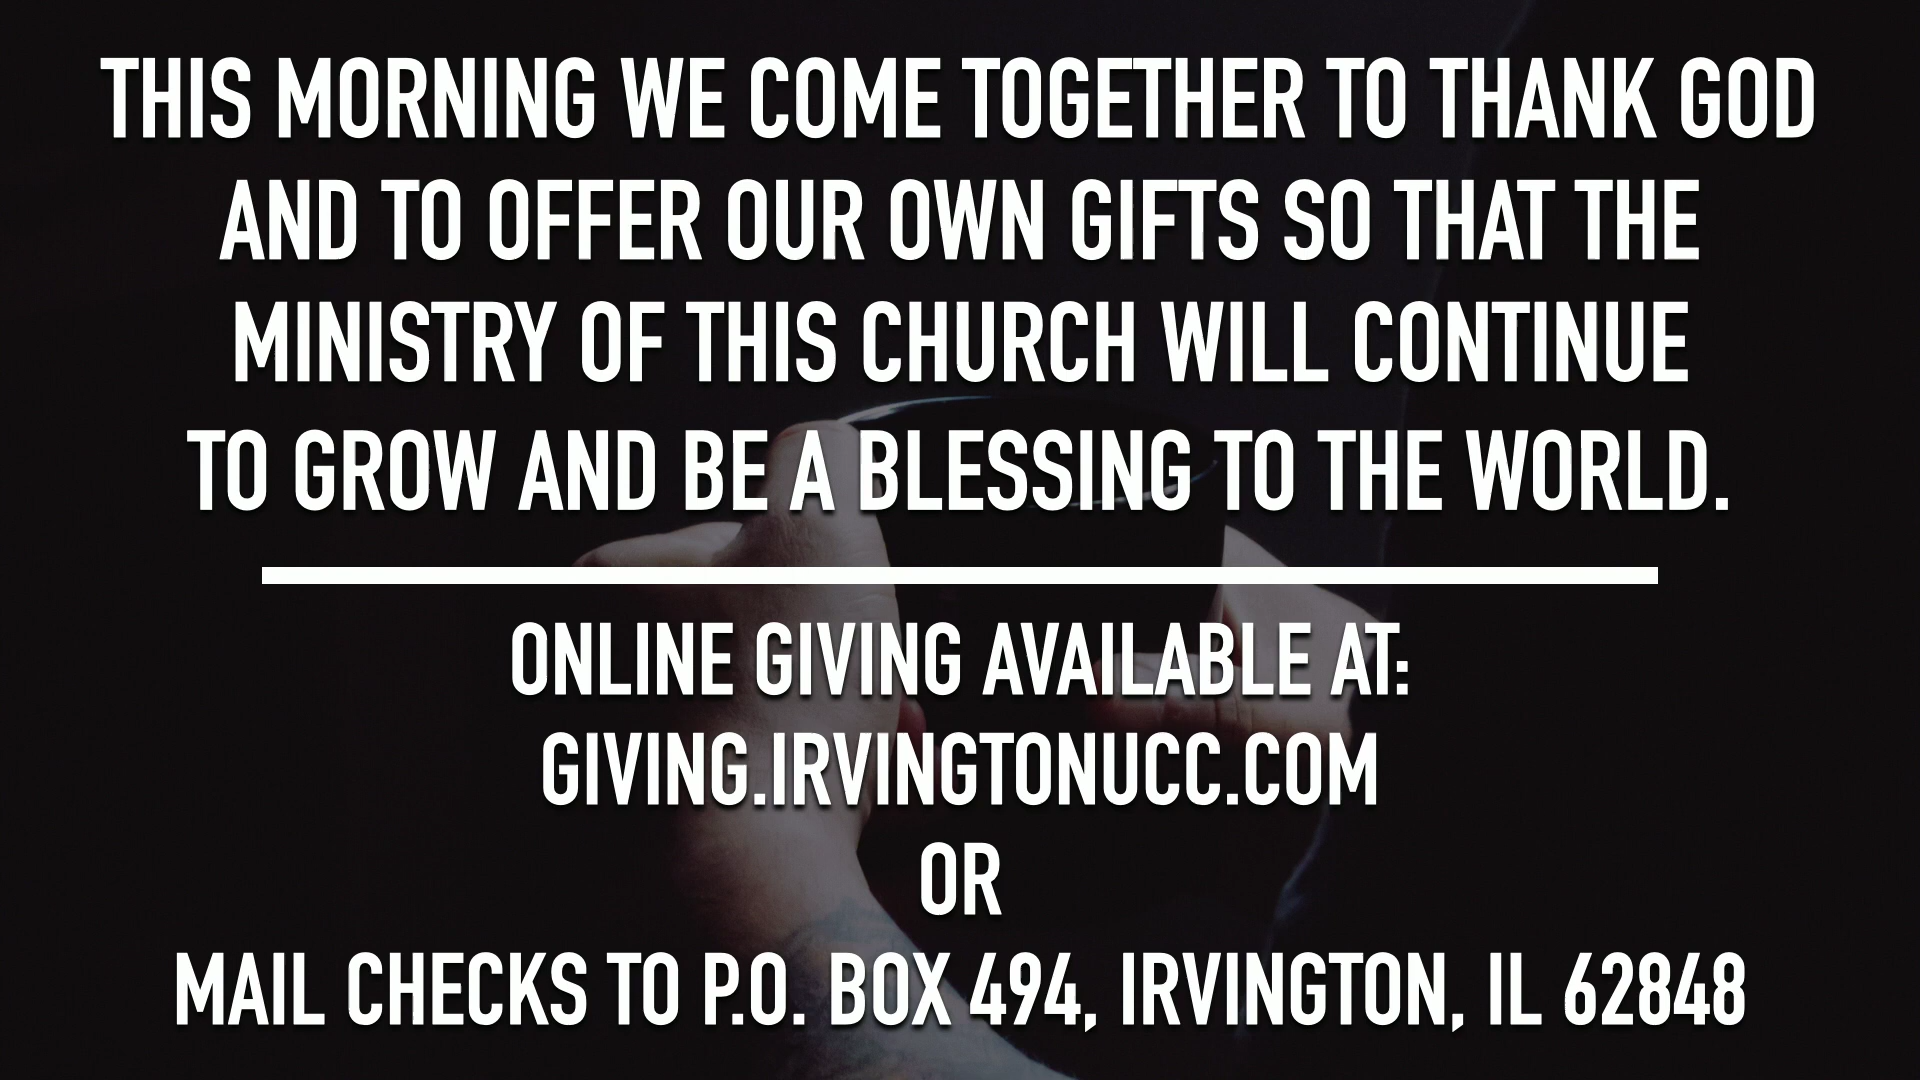 THIS MORNING WE COME TOGETHER TO THANK GOD
AND TO OFFER OUR OWN GIFTS SO THAT THE
MINISTRY OF THIS CHURCH WILL CONTINUE
TO GROW AND BE A BLESSING TO THE WORLD.
ONLINE GIVING AVAILABLE AT:
GIVING.IRVINGTONUCC.COM
OR
MAIL CHECKS TO P.O. BOX 494, IRVINGTON, IL 62848